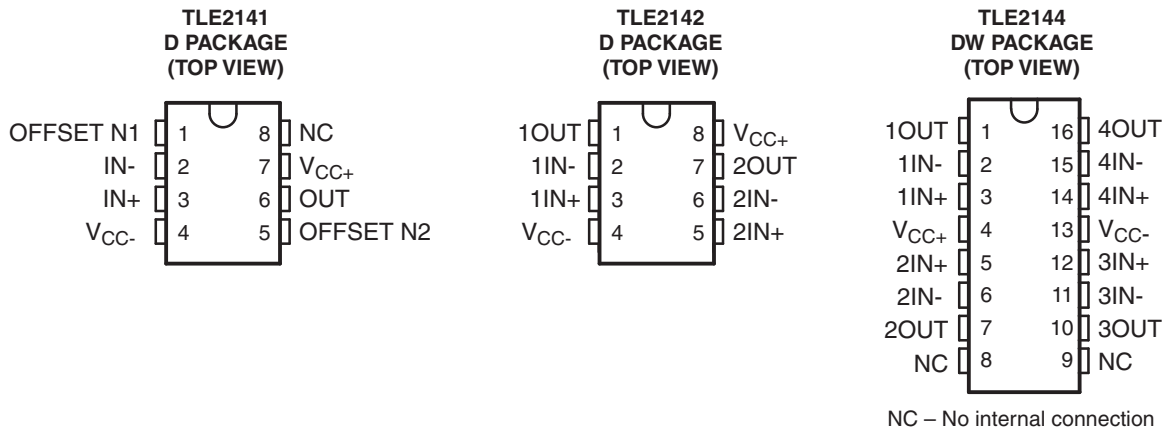 TLE2141
D PACKAGE
(TOP VIEW)
OFFSET N1 1 8 NC
IN- 2 7 VCC+
IN+ 3 6 OUT
VCC- 4 5 OFFSET N2
TLE2142
D PACKAGE
(TOP VIEW)
1OUT 1 8 VCC+
1IN- 2 7 2OUT
1IN+ 3 6 2IN-
VCC- 4 5 2IN+
TLE2144
DW PACKAGE
(TOP VIEW)
1OUT 1 16 4OUT
1IN- 2 15 4IN-
1IN+ 3 14 4IN+
VCC+ 4 13 VCC-
2IN+ 5 12 3IN+
2IN- 6 11 3IN-
2OUT 7 10 3OUT
NC 8 9 NC
NC – No internal connection